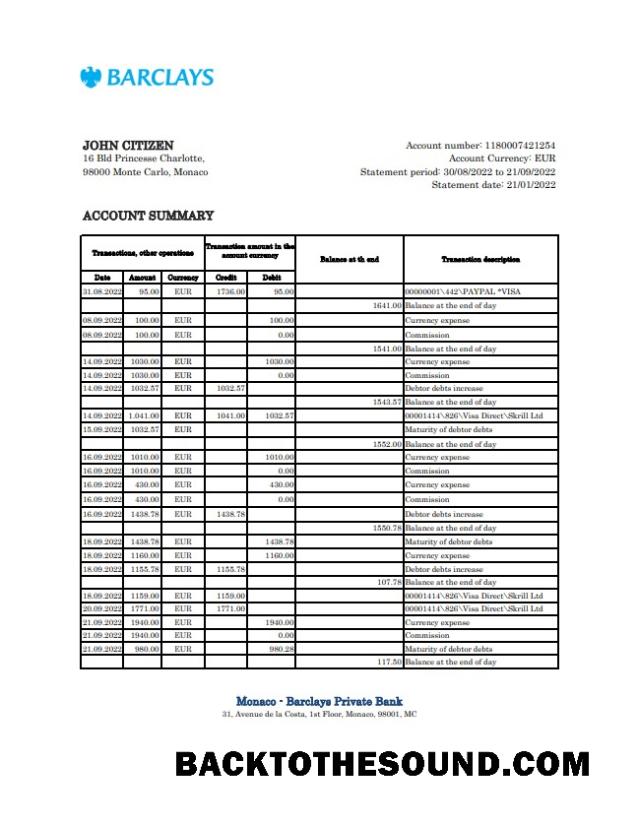 BARCLAYS
JOHN CITIZEN
16 Bld Princesse Charlotte,
98000 Monte Carlo, Monaco
Account number: 1180007421254
Account Currency: EUR
Statement period: 30/08/2022 to 21/09/2022
Statement date: 21/01/2022
ACCOUNT SUMMARY
Transactions, other operations Transaction amount in the account currency Balance at th end Transaction description
Date Amount Currency Credit Debit
31.08.2022 95.00 EUR 1736.00 95.00 00000001\442\PAYPAL *VISA
1641.00 Balance at the end of day
08.09.2022 100.00 EUR 100.00 Currency expense
08.09.2022 100.00 EUR 0.00 Commission
1541.00 Balance at the end of day
14.09.2022 1030.00 EUR 1030.00 Currency expense
14.09.2022 1030.00 EUR 0.00 Commission
14.09.2022 1032.57 EUR 1032.57 Debtor debts increase
1543.57 Balance at the end of day
14.09.2022 1.041.00 EUR 1041.00 1032.57 00001414\826\Visa Direct\Skrill Ltd
15.09.2022 1032.57 EUR Maturity of debtor debts
1552.00 Balance at the end of day
16.09.2022 1010.00 EUR 1010.00 Currency expense
16.09.2022 1010.00 EUR 0.00 Commission
16.09.2022 430.00 EUR 430.00 Currency expense
16.09.2022 430.00 EUR 0.00 Commission
16.09.2022 1438.78 EUR 1438.78 Debtor debts increase
1550.78 Balance at the end of day
18.09.2022 1438.78 EUR 1438.78 Maturity of debtor debts
18.09.2022 1160.00 EUR 1160.00 Currency expense
18.09.2022 1155.78 EUR 1155.78 Debtor debts increase
107.78 Balance at the end of day
18.09.2022 1159.00 EUR 1159.00 00001414\826\Visa Direct\Skrill Ltd
20.09.2022 1771.00 EUR 1771.00 00001414\826\Visa Direct\Skrill Ltd
21.09.2022 1940.00 EUR 1940.00 Currency expense
21.09.2022 1940.00 EUR 0.00 Commission
21.09.2022 980.00 EUR 980.28 Maturity of debtor debts
117.50 Balance at the end of day
Monaco - Barclays Private Bank
31, Avenue de la Costa, 1st Floor, Monaco, 98001, MC
BACKTOTHESOUND.COM